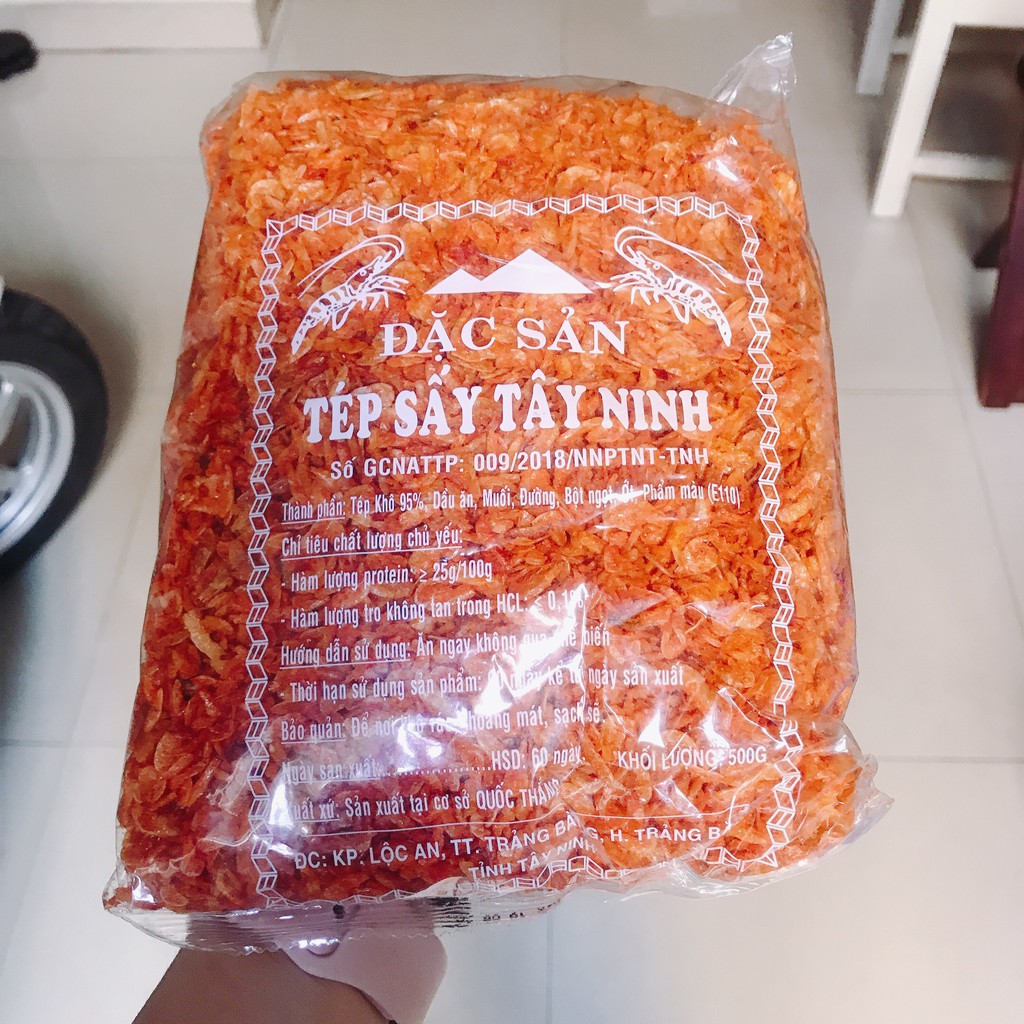 ĐẶC SẢN
TÉP SẤY TÂY NINH
Số GCNATTP: 009/2018/NNPTNT-TNH
Thành phần: Tép Khô 95%, Dầu ăn, Muối, Đường, Bột ngọt, Ớt, Phẩm màu (E110)
Chỉ tiêu chất lượng chủ yếu:
- Hàm lượng protein: ≥ 25g/100g
- Hàm lượng tro không tan trong HCL: ≤ 0,1%
Hướng dẫn sử dụng: Ăn ngay không qua chế biến
- Thời hạn sử dụng sản phẩm: ngày kể từ ngày sản xuất
Bảo quản: Để nơi khô ráo, thoáng mát, sạch sẽ.
Ngày sản xuất:....................HSD: 60 ngày. KHỐI LƯỢNG: 500G
Xuất xứ: Sản xuất tại cơ sở QUỐC THẮNG
ĐC: KP. LỘC AN, TT. TRẢNG BÀNG, H. TRẢNG
TỈNH TÂY NINH